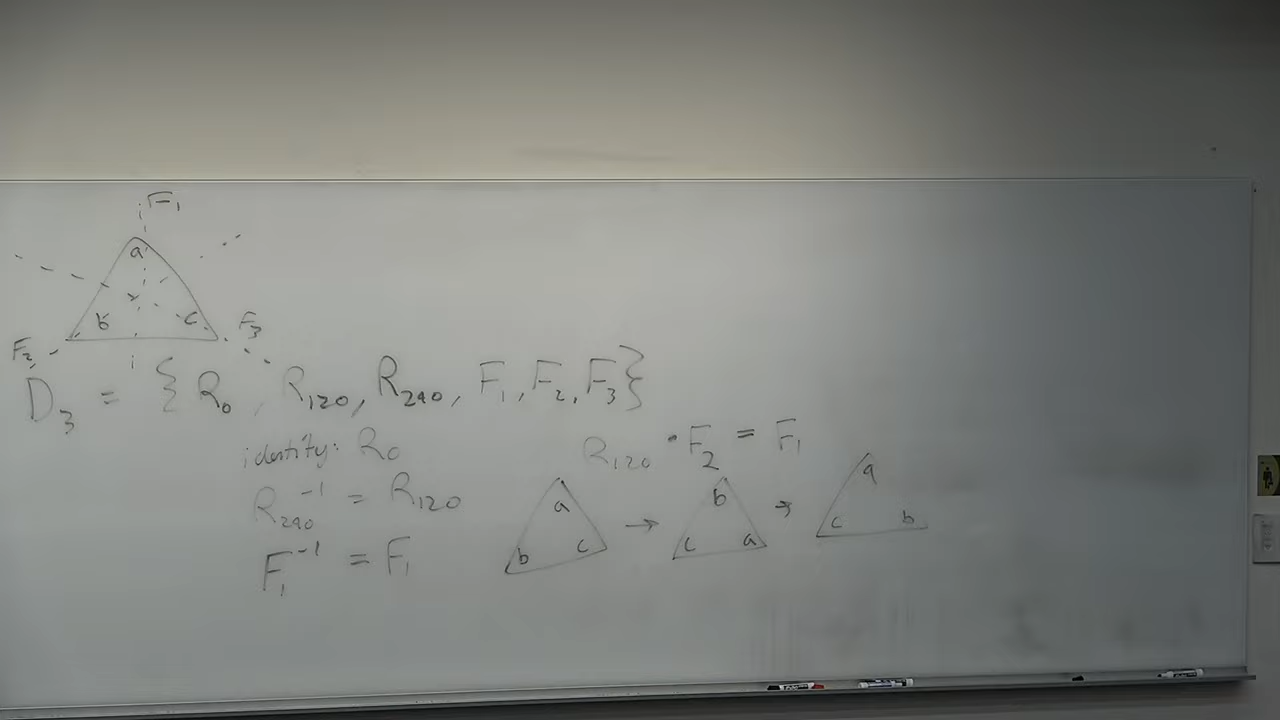 F₁
a
b c
F₂ F₃
D₃ = { R₀, R₁₂₀, R₂₄₀, F₁, F₂, F₃ }
identity: R₀
R₁₂₀ · F₂ = F₁
R₂₄₀⁻¹ = R₁₂₀
F₁⁻¹ = F₁
a b c → b c a → a c b